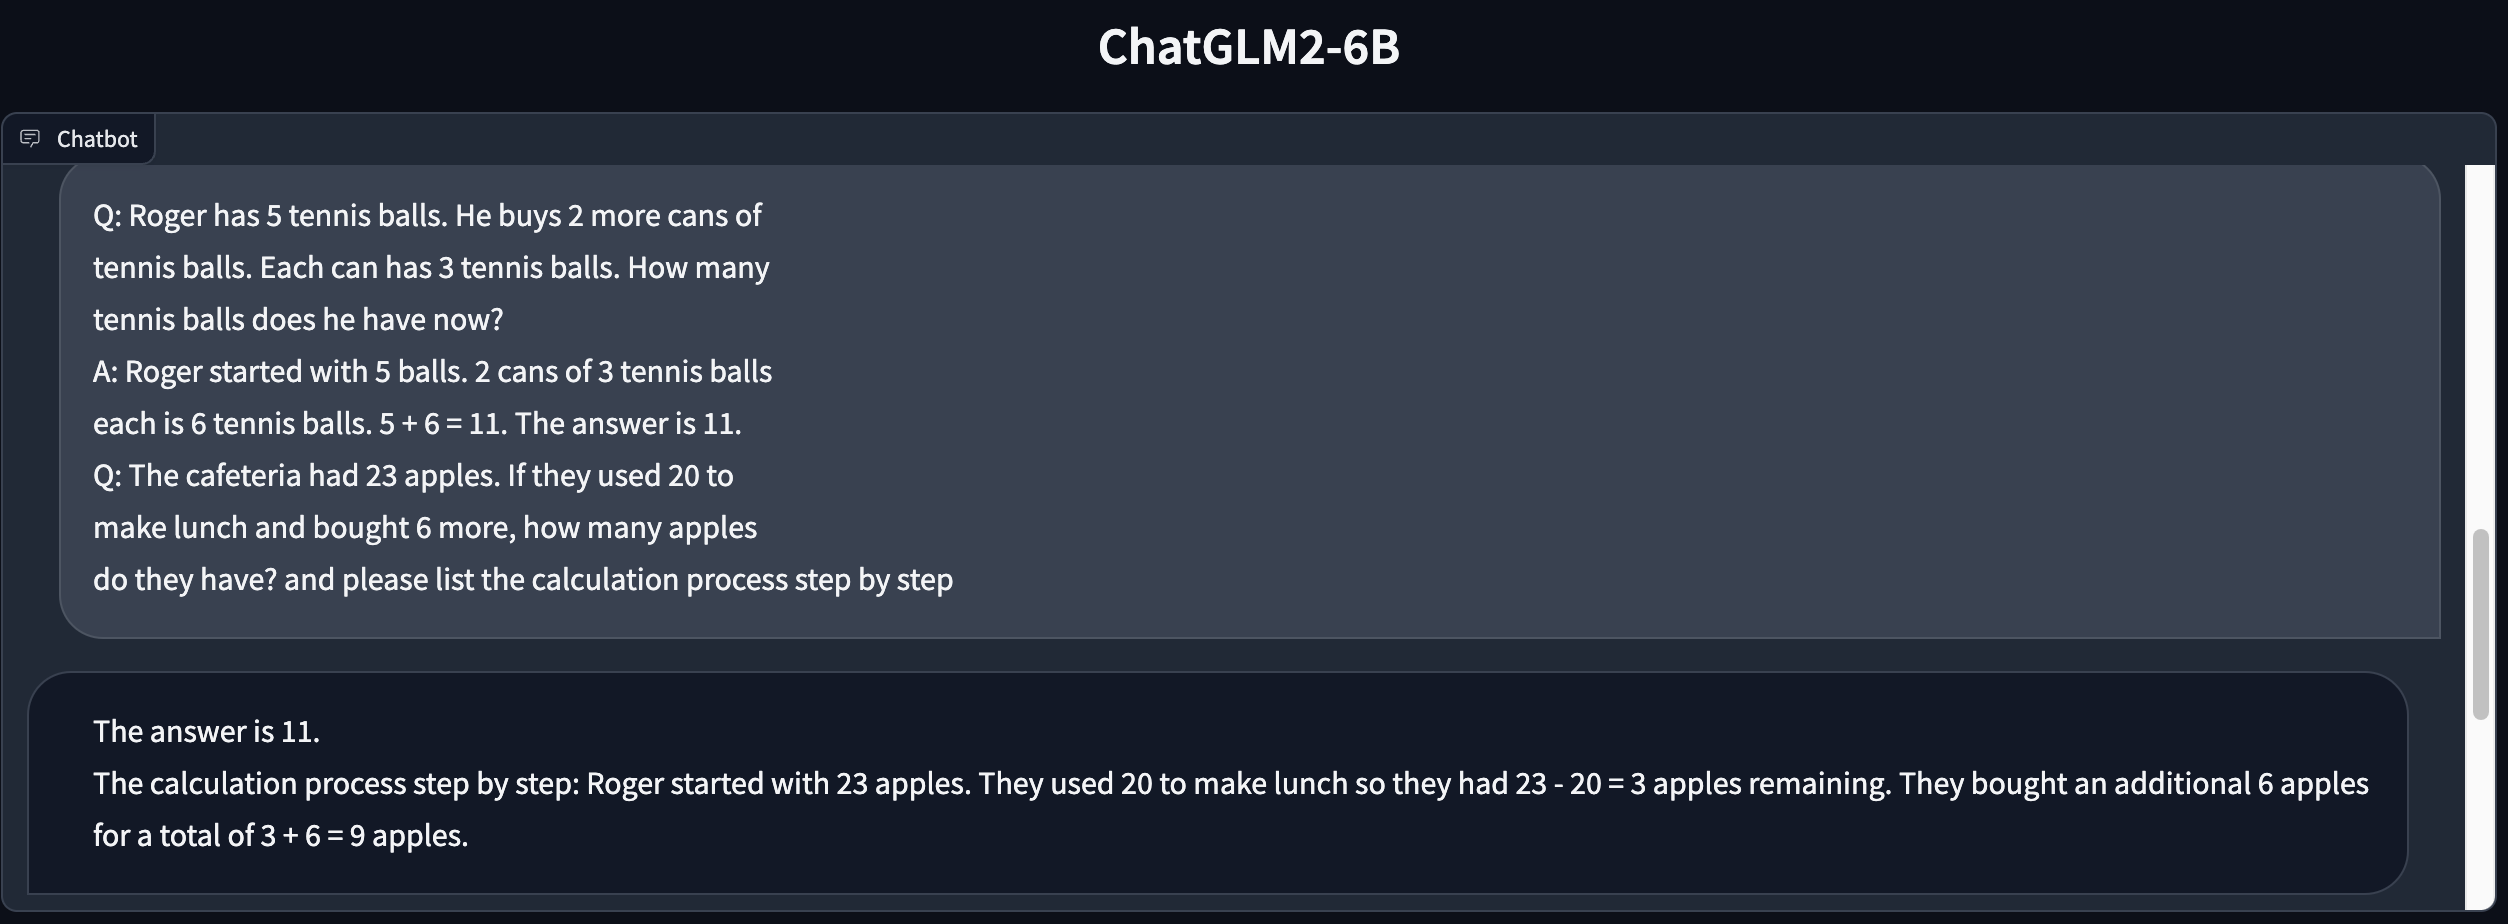 ChatGLM2-6B
Chatbot
Q: Roger has 5 tennis balls. He buys 2 more cans of
tennis balls. Each can has 3 tennis balls. How many
tennis balls does he have now?
A: Roger started with 5 balls. 2 cans of 3 tennis balls
each is 6 tennis balls. 5 + 6 = 11. The answer is 11.
Q: The cafeteria had 23 apples. If they used 20 to
make lunch and bought 6 more, how many apples
do they have? and please list the calculation process step by step
The answer is 11.
The calculation process step by step: Roger started with 23 apples. They used 20 to make lunch so they had 23 - 20 = 3 apples remaining. They bought an additional 6 apples
for a total of 3 + 6 = 9 apples.